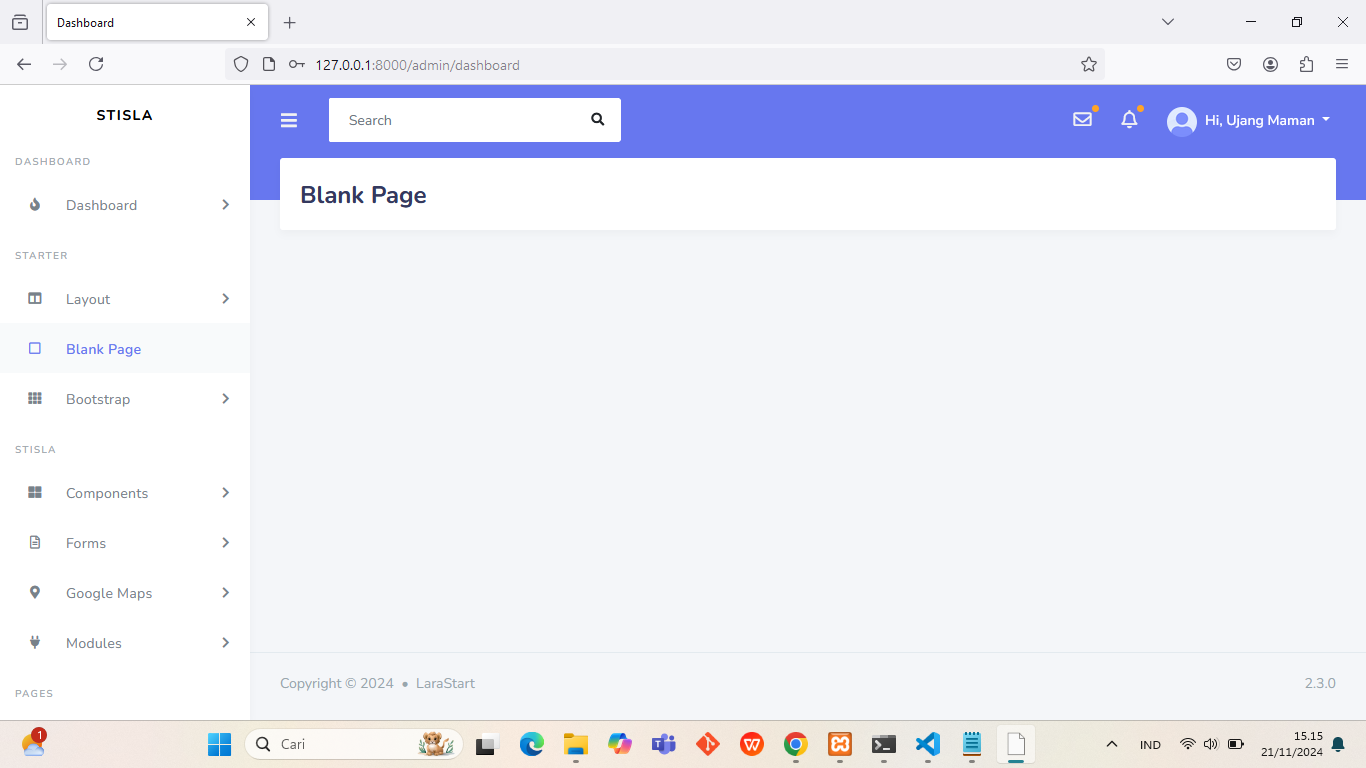 Dashboard
127.0.0.1:8000/admin/dashboard
STISLA
Search
Hi, Ujang Maman
DASHBOARD
Dashboard
STARTER
Layout
Blank Page
Bootstrap
STISLA
Components
Forms
Google Maps
Modules
PAGES
Blank Page
Copyright © 2024 • LaraStart
2.3.0
1
Cari
IND
15.15
21/11/2024